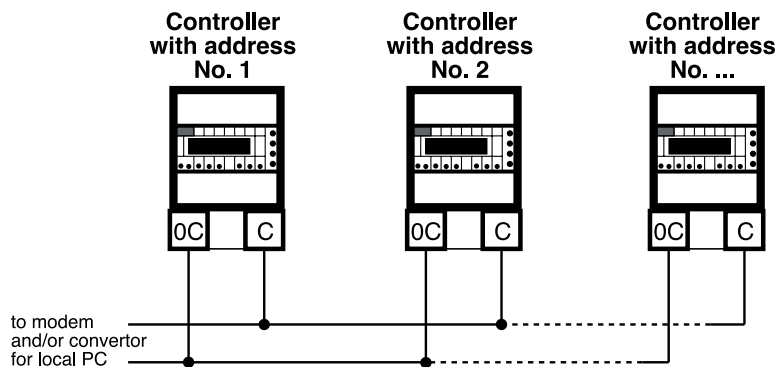 Controller
with address
No. 1
Controller
with address
No. 2
Controller
with address
No. ...
0C
C
0C
C
0C
C
to modem
and/or convertor
for local PC